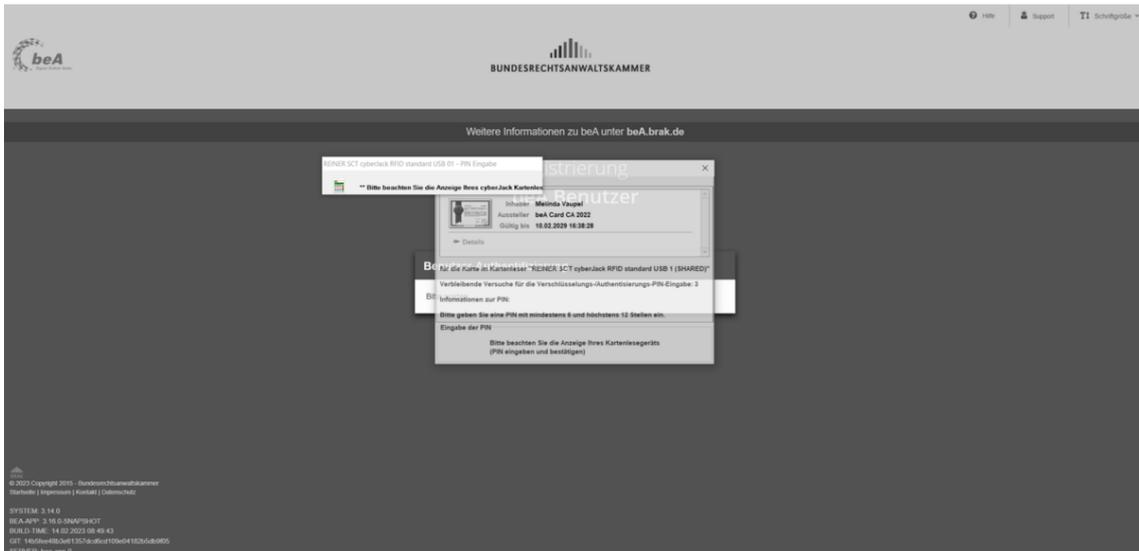 Hilfe
Support
Schriftgröße
beA
BUNDESRECHTSANWALTSKAMMER
Weitere Informationen zu beA unter beA.brak.de
REINER SCT cyberJack RFID standard USB 01 - PIN Eingabe
istrierung
** Bitte beachten Sie die Anzeige Ihres cyberJack Kartenles
beA Benutzer
Inhaber Melinda Vaupel
Aussteller beA Card CA 2022
Gültig bis 10.02.2029 16:38:28
Details
Benutzer-Authentifizierung
für die Karte im Kartenleser "REINER SCT cyberJack RFID standard USB 1 (SHARED)"
Verbleibende Versuche für die Verschlüsselungs-/Authentisierungs-PIN-Eingabe: 3
Informationen zur PIN:
Bitte geben Sie eine PIN mit mindestens 6 und höchstens 12 Stellen ein.
Eingabe der PIN
Bitte beachten Sie die Anzeige Ihres Kartenlesegeräts
(PIN eingeben und bestätigen)
© 2023 Copyright 2015 - Bundesrechtsanwaltskammer
Startseite | Impressum | Kontakt | Datenschutz
SYSTEM: 3.14.0
BEA-APP: 3.16.0-SNAPSHOT
BUILD-TIME: 14.02.2023 08:49:43